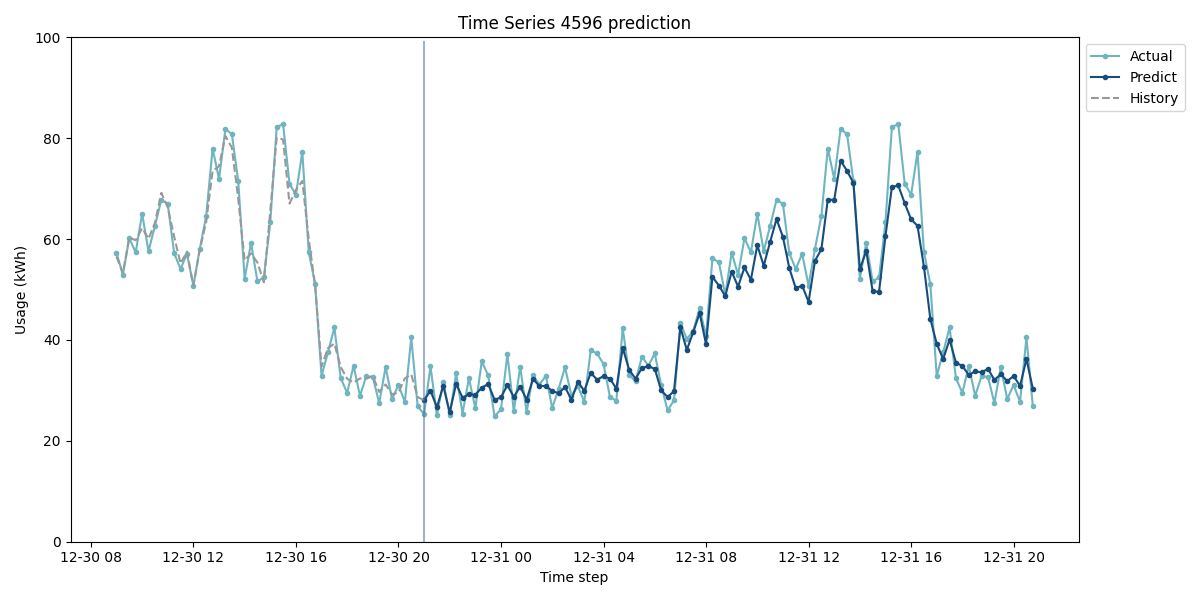 Time Series 4596 prediction
Usage (kWh)
100
80
60
40
20
0
12-30 08
12-30 12
12-30 16
12-30 20
12-31 00
12-31 04
12-31 08
12-31 12
12-31 16
12-31 20
Time step
Actual
Predict
History